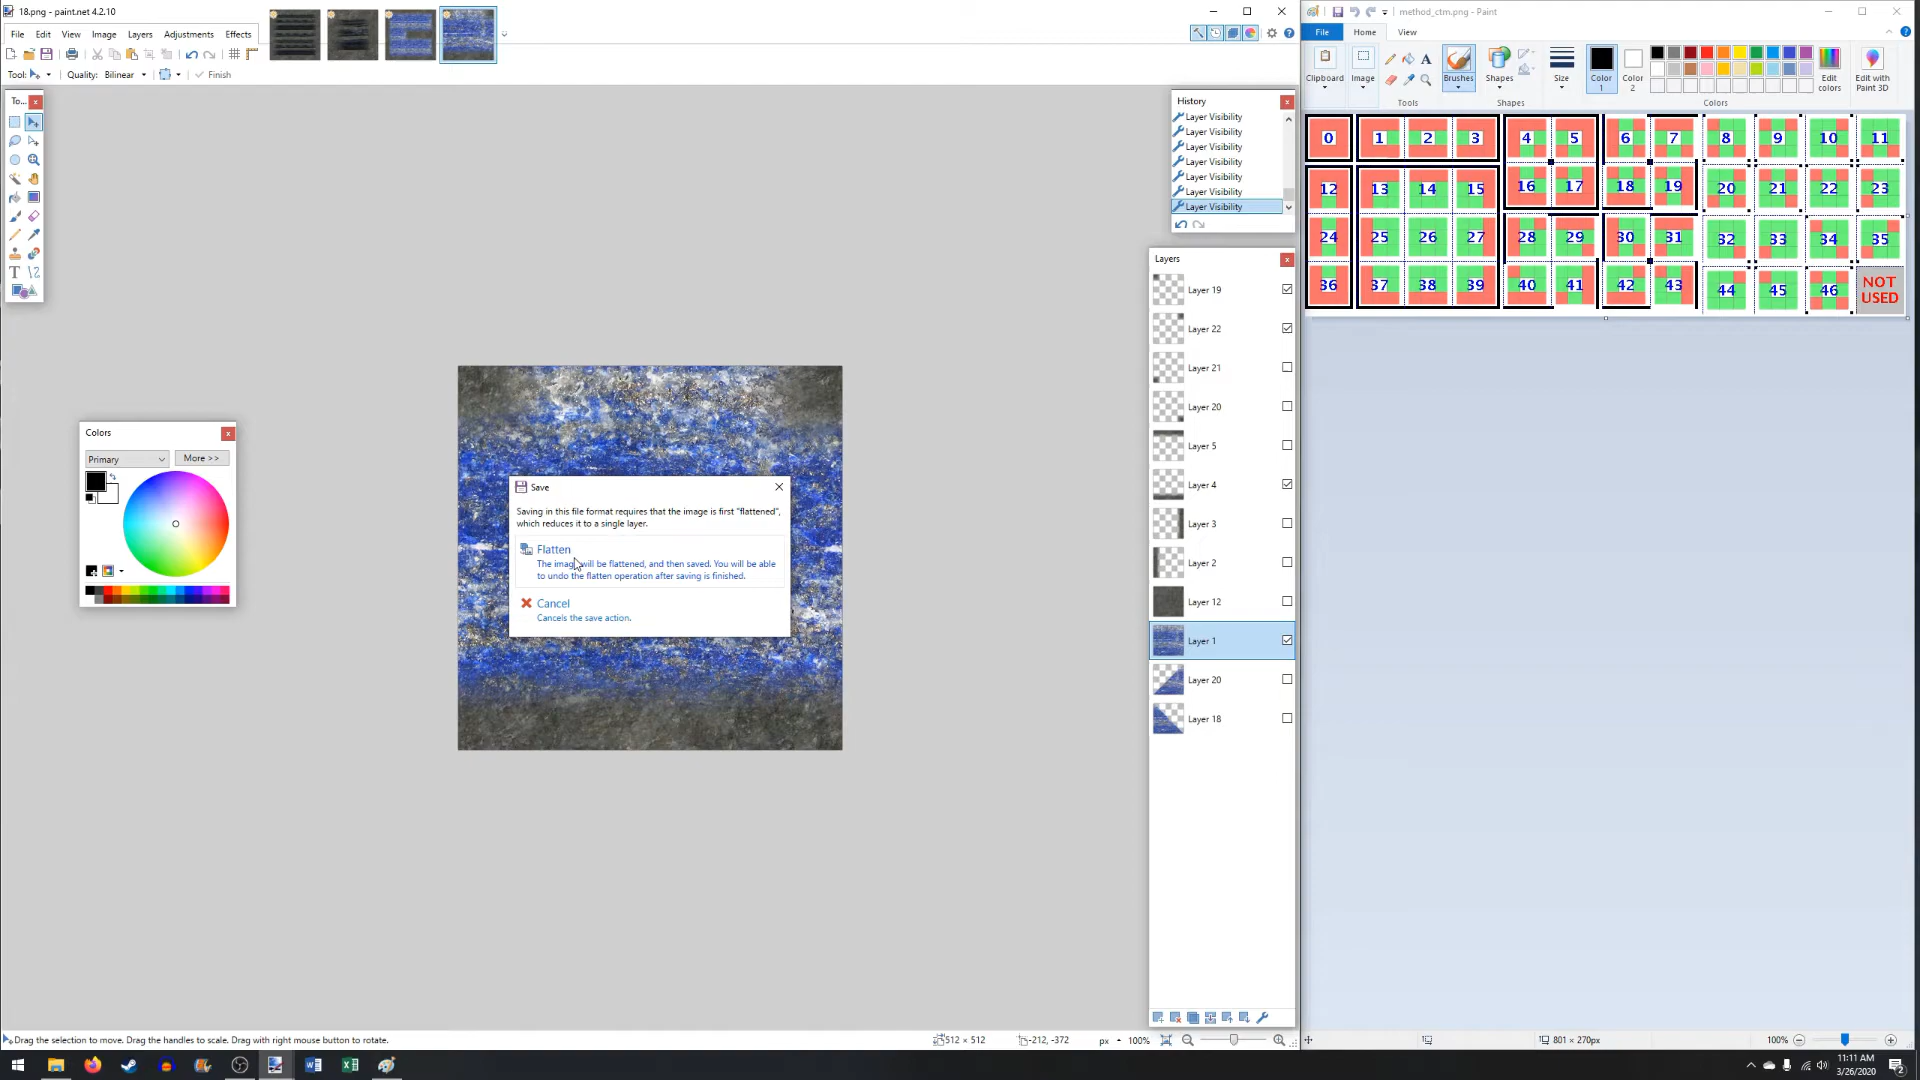 18.png - paint.net 4.2.10
File Edit View Image Layers Adjustments Effects
Tool: Quality: Bilinear Finish
To...
Colors
Primary
More >>
Save
Saving in this file format requires that the image is first "flattened",
which reduces it to a single layer.
Flatten
The image will be flattened, and then saved. You will be able
to undo the flatten operation after saving is finished.
Cancel
Cancels the save action.
History
Layer Visibility
Layer Visibility
Layer Visibility
Layer Visibility
Layer Visibility
Layer Visibility
Layer Visibility
Layers
Layer 19
Layer 22
Layer 21
Layer 20
Layer 5
Layer 4
Layer 3
Layer 2
Layer 12
Layer 1
Layer 20
Layer 18
Drag the selection to move. Drag the handles to scale. Drag with right mouse button to rotate.
512 × 512
-212, -372
px
100%
method_ctm.png - Paint
File Home View
Clipboard
Image
Tools
Brushes
Shapes
Shapes
Size
Color
1
Color
2
Colors
Edit
colors
Edit with
Paint 3D
0 1 2 3 4 5 6 7 8 9 10 11
12 13 14 15 16 17 18 19 20 21 22 23
24 25 26 27 28 29 30 31 32 33 34 35
36 37 38 39 40 41 42 43 44 45 46 NOT
USED
801 × 270px
100%
11:11 AM
3/26/2020